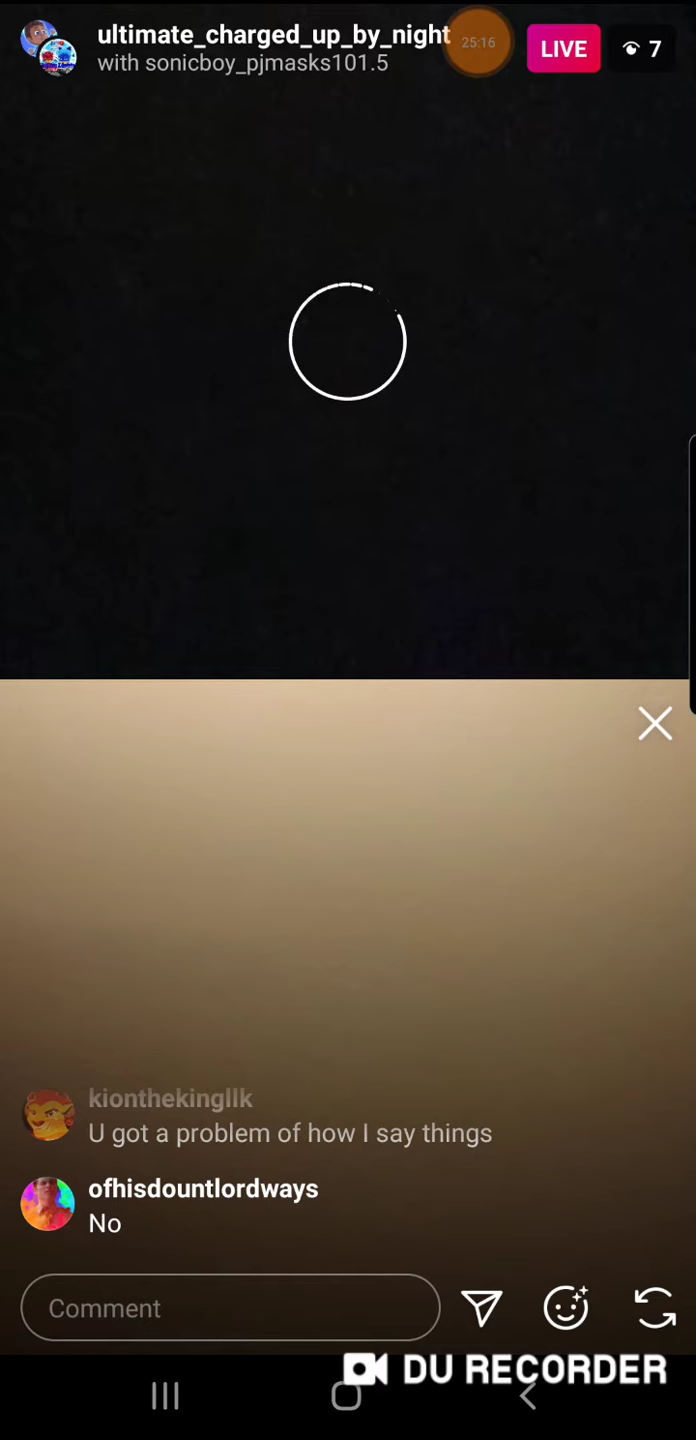 ultimate_charged_up_by_night
25:16
LIVE
7
with sonicboy_pjmasks101.5
kionthekingllk
U got a problem of how I say things
ofhisdountlordways
No
Comment
DU RECORDER